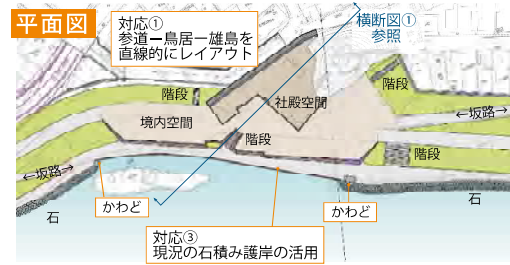 平面図
対応①
参道ー鳥居ー雄島を
直線的にレイアウト
横断図①
参照
階段
社殿空間
階段
境内空間
階段
←坂路→
階段
←坂路→
かわど
かわど
石
石
対応③
現況の石積み護岸の活用